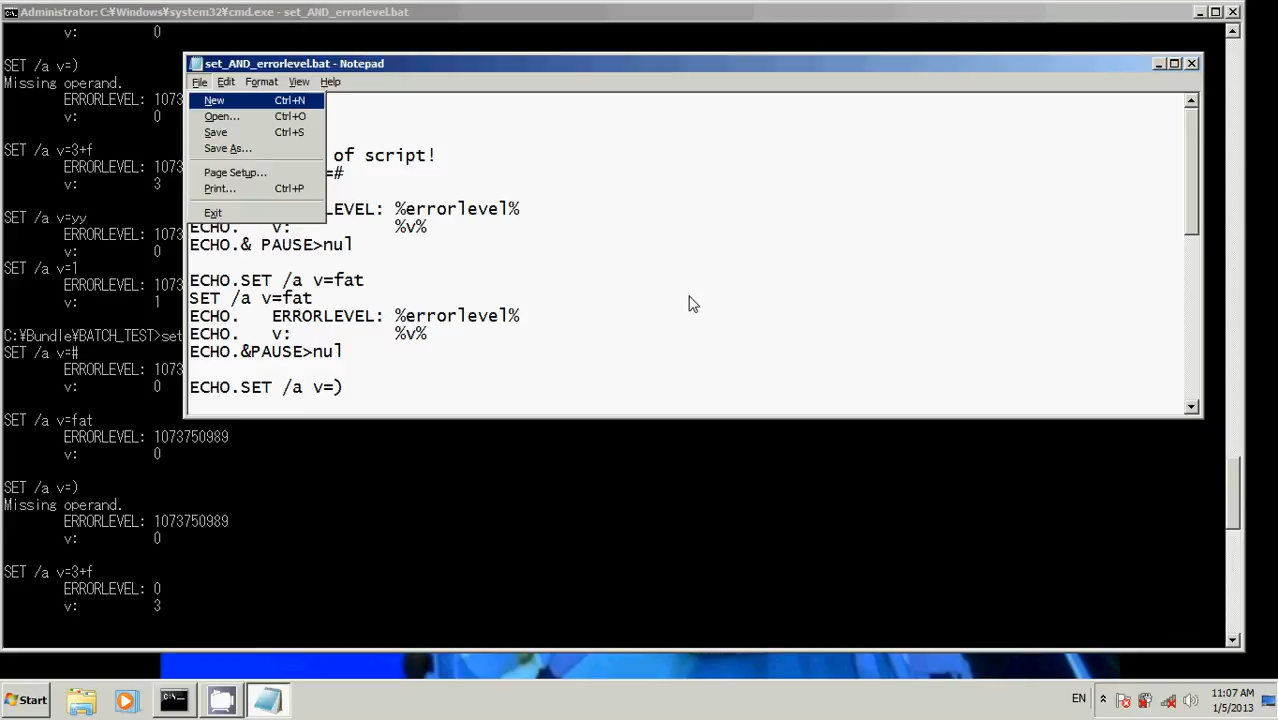 Administrator: C:¥Windows¥system32¥cmd.exe - set_AND_errorlevel.bat
v: 0
SET /a v=)
Missing operand.
ERRORLEVEL: 1073
v: 0
SET /a v=3+f
ERRORLEVEL: 1073
v: 3
SET /a v=yy
ERRORLEVEL: 1073
v: 0
SET /a v=1
ERRORLEVEL: 1073
v: 1
C:¥Bundle¥BATCH_TEST>set
SET /a v=#
ERRORLEVEL: 1073
v: 0
SET /a v=fat
ERRORLEVEL: 1073750989
v: 0
SET /a v=)
Missing operand.
ERRORLEVEL: 1073750989
v: 0
SET /a v=3+f
ERRORLEVEL: 0
v: 3
set_AND_errorlevel.bat - Notepad
File Edit Format View Help
New Ctrl+N
Open... Ctrl+O
Save Ctrl+S
Save As...
Page Setup...
Print... Ctrl+P
Exit
of script!
=#
LEVEL: %errorlevel%
ECHO. v: %v%
ECHO.& PAUSE>nul
ECHO.SET /a v=fat
SET /a v=fat
ECHO. ERRORLEVEL: %errorlevel%
ECHO. v: %v%
ECHO.&PAUSE>nul
ECHO.SET /a v=)
Start
EN
11:07 AM
1/5/2013